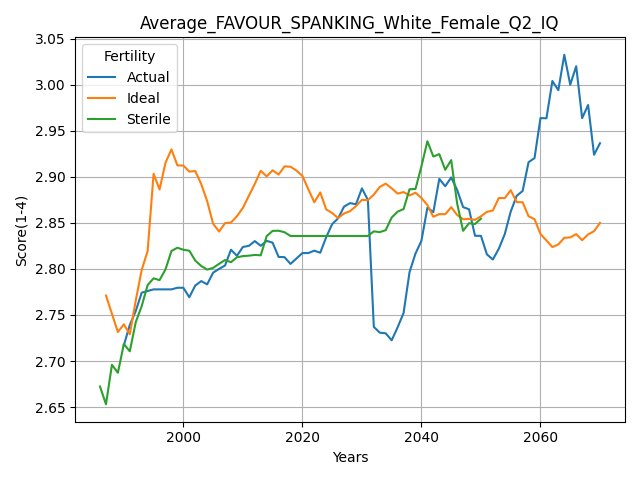 Average_FAVOUR_SPANKING_White_Female_Q2_IQ
Fertility
Actual
Ideal
Sterile
Score(1-4)
3.05
3.00
2.95
2.90
2.85
2.80
2.75
2.70
2.65
2000 2020 2040 2060
Years